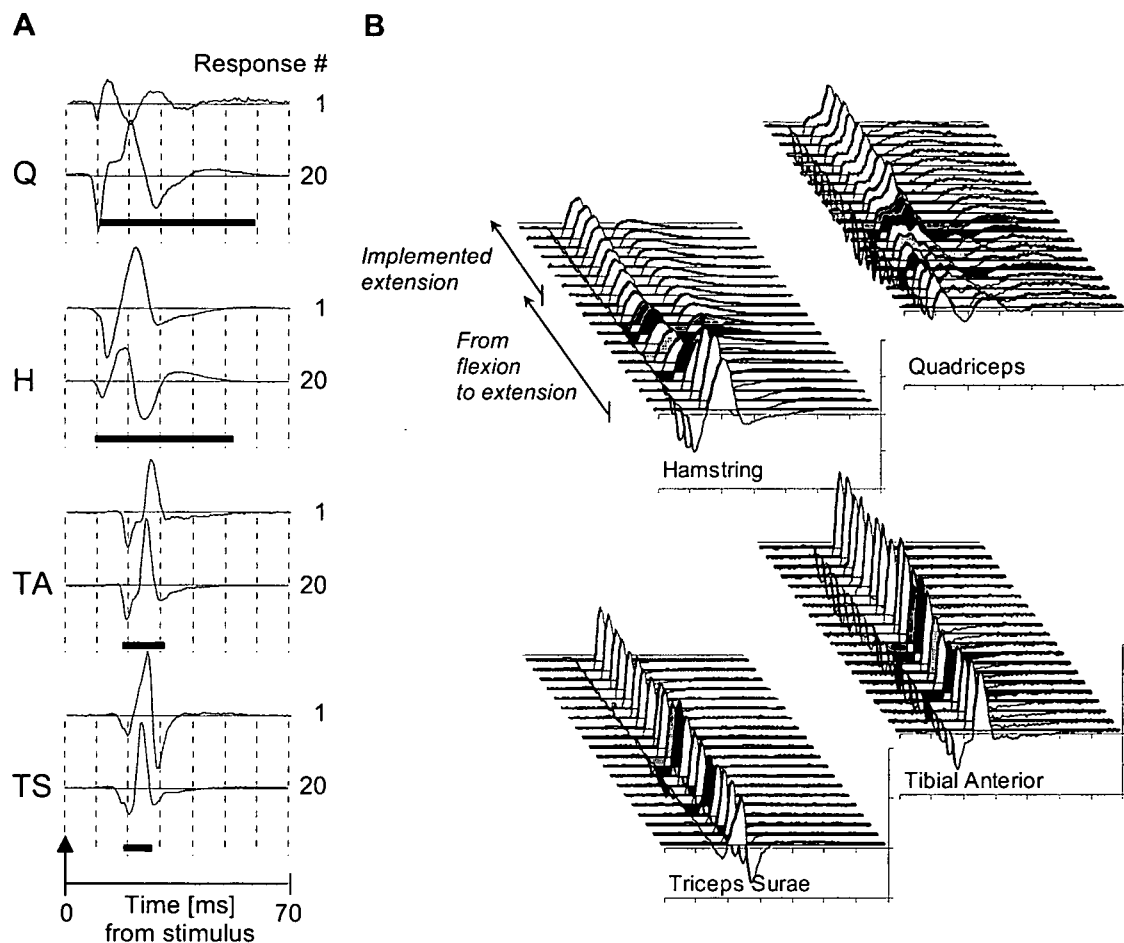 A
Response #
1
Q
20
1
H
20
1
TA
20
1
TS
20
0
Time [ms]
from stimulus
70
B
Implemented
extension
From
flexion
to extension
Quadriceps
Hamstring
Tibial Anterior
Triceps Surae